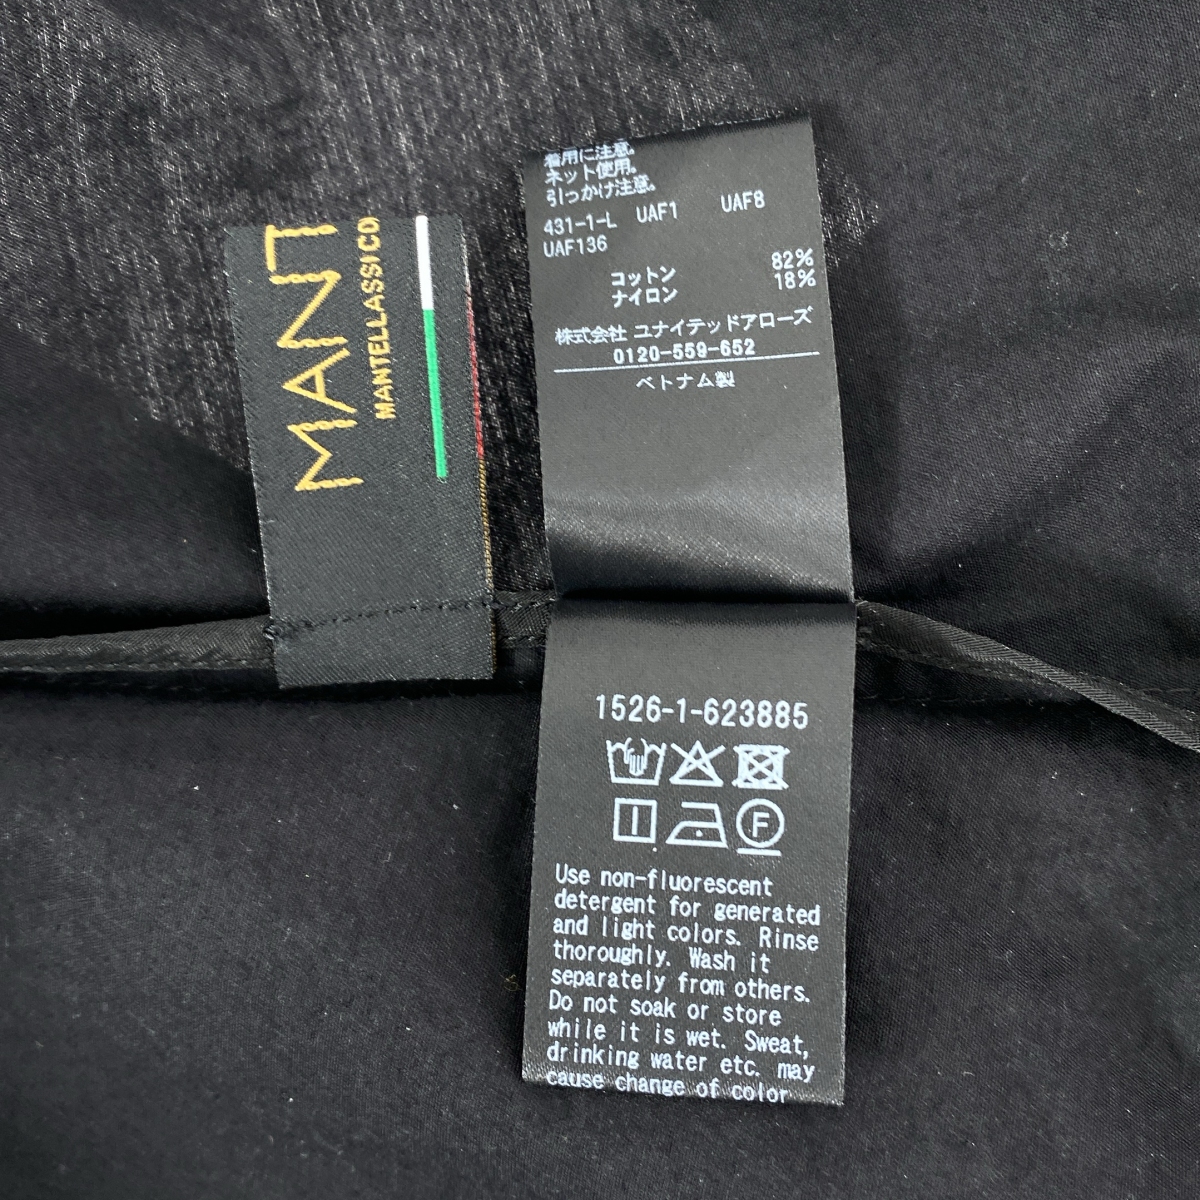 MANT
MANTELLASSI CO
着用に注意。
ネット使用。
引っかけ注意。
431-1-L UAF1 UAF8
UAF136
コットン 82%
ナイロン 18%
株式会社 ユナイテッドアローズ
0120-559-652
ベトナム製
1526-1-623885
F
Use non-fluorescent
detergent for generated
and light colors. Rinse
thoroughly. Wash it
separately from others.
Do not soak or store
while it is wet. Sweat,
drinking water etc. may
cause change of color